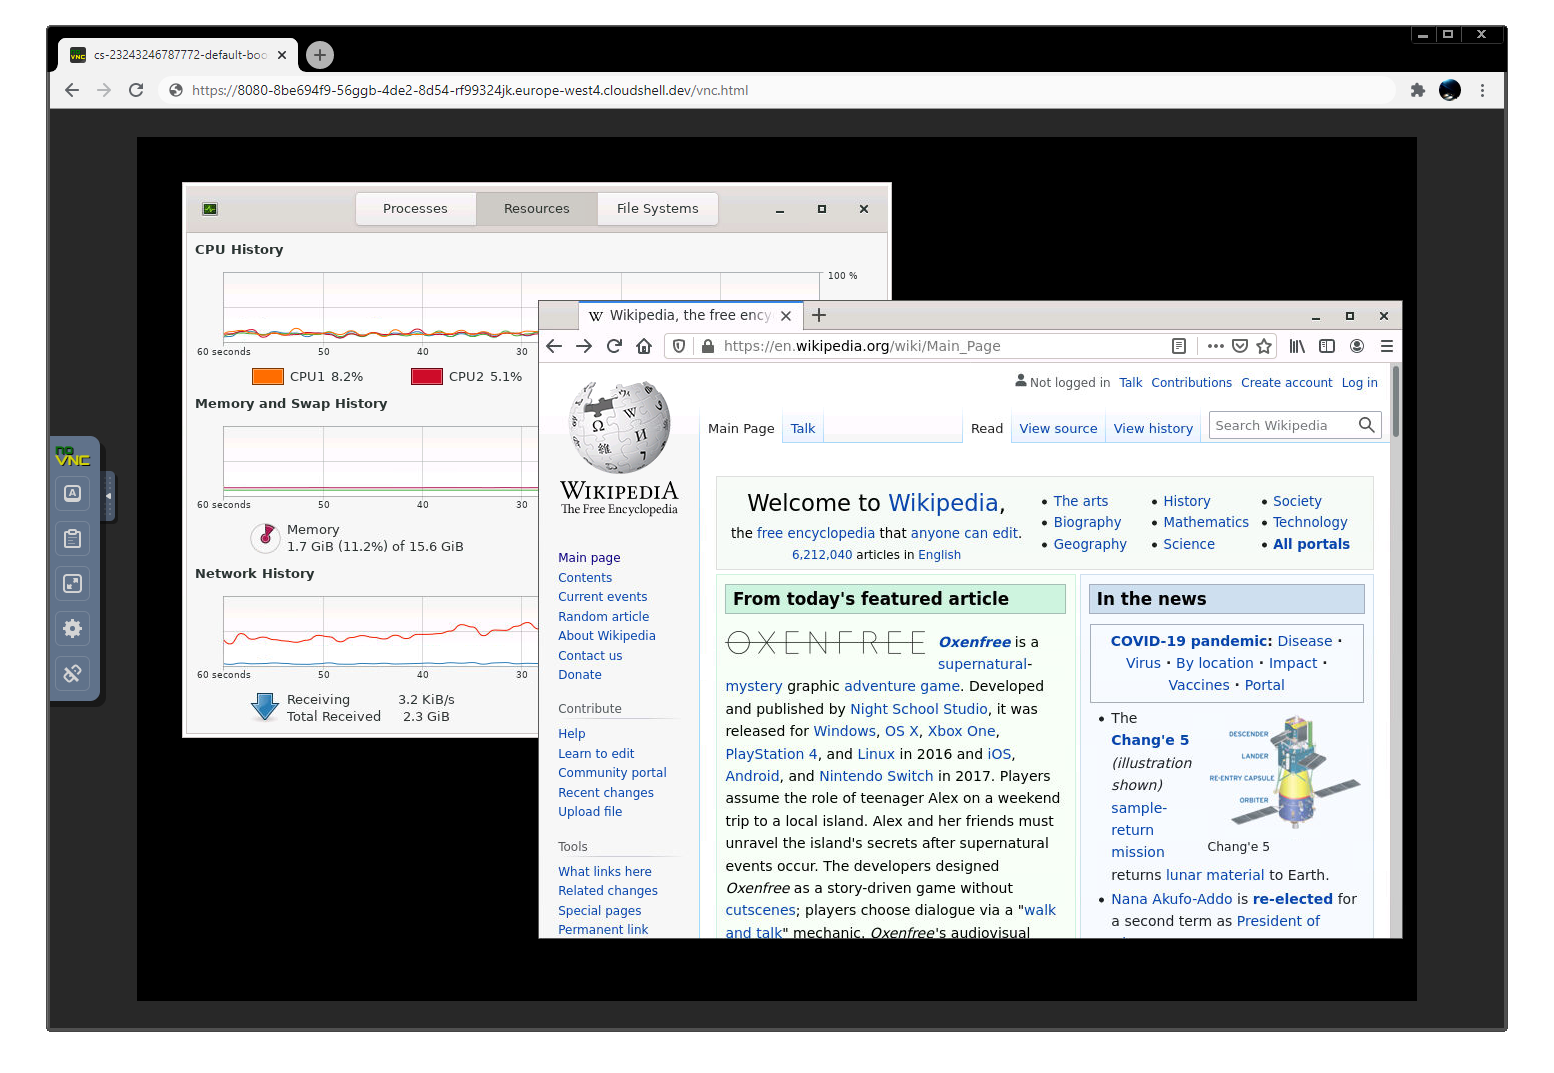 cs-23243246787772-default-boo
https://8080-8be694f9-56ggb-4de2-8d54-rf99324jk.europe-west4.cloudshell.dev/vnc.html
Processes Resources File Systems
CPU History
100 %
60 seconds 50 40 30
CPU1 8.2% CPU2 5.1%
Memory and Swap History
60 seconds 50 40 30
Memory
1.7 GiB (11.2%) of 15.6 GiB
Network History
60 seconds 50 40 30
Receiving 3.2 KiB/s
Total Received 2.3 GiB
no
VNC
A
W Wikipedia, the free ency
https://en.wikipedia.org/wiki/Main_Page
Not logged in Talk Contributions Create account Log in
Main Page Talk Read View source View history Search Wikipedia
WIKIPEDIA
The Free Encyclopedia
Main page
Contents
Current events
Random article
About Wikipedia
Contact us
Donate
Contribute
Help
Learn to edit
Community portal
Recent changes
Upload file
Tools
What links here
Related changes
Special pages
Permanent link
Welcome to Wikipedia,
the free encyclopedia that anyone can edit.
6,212,040 articles in English
• The arts
• Biography
• Geography
• History
• Mathematics
• Science
• Society
• Technology
• All portals
From today's featured article
OXENFREE
Oxenfree is a
supernatural-
mystery graphic adventure game. Developed
and published by Night School Studio, it was
released for Windows, OS X, Xbox One,
PlayStation 4, and Linux in 2016 and iOS,
Android, and Nintendo Switch in 2017. Players
assume the role of teenager Alex on a weekend
trip to a local island. Alex and her friends must
unravel the island's secrets after supernatural
events occur. The developers designed
Oxenfree as a story-driven game without
cutscenes; players choose dialogue via a "walk
and talk" mechanic. Oxenfree's audiovisual
In the news
COVID-19 pandemic: Disease ·
Virus · By location · Impact ·
Vaccines · Portal
• The
Chang'e 5
(illustration
shown)
sample-
return
mission
returns lunar material to Earth.
DESCENDER
LANDER
RE-ENTRY CAPSULE
ORBITER
Chang'e 5
• Nana Akufo-Addo is re-elected for
a second term as President of